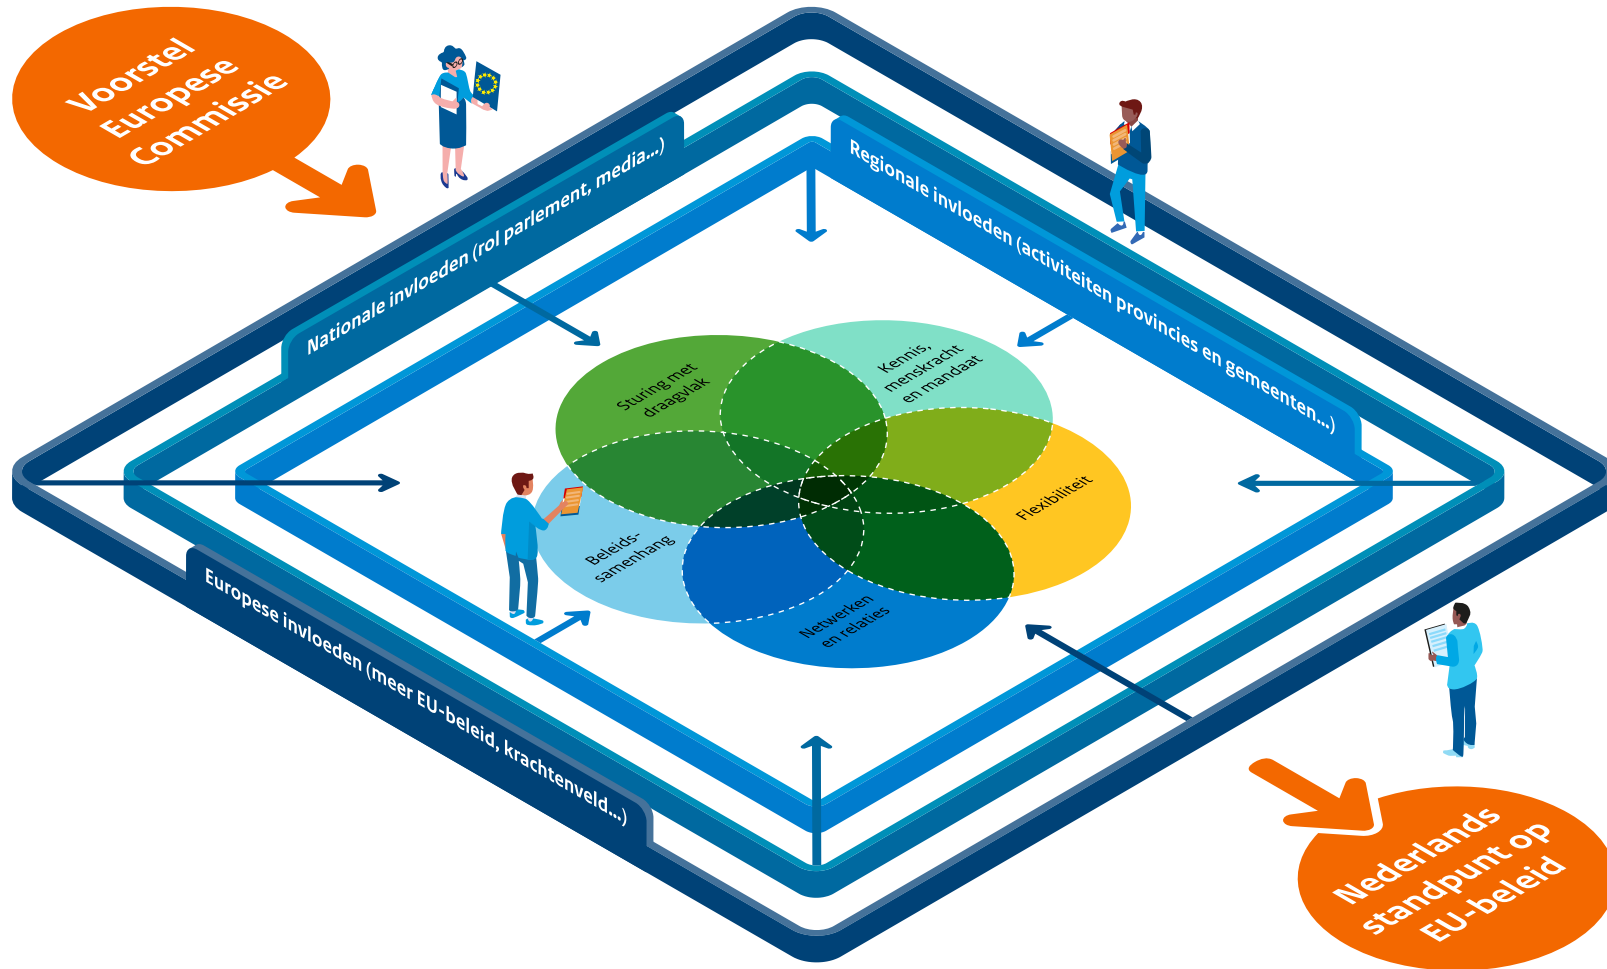 Voorstel
Europese
Commissie
Nationale invloeden (rol parlement, media...)
Regionale invloeden (activiteiten provincies en gemeenten...)
Sturing met
draagvlak
Kennis,
menskracht
en mandaat
Flexibiliteit
Beleids-
samenhang
Netwerken
en relaties
Europese invloeden (meer EU-beleid, krachtenveld...)
Nederlands
standpunt op
EU-beleid